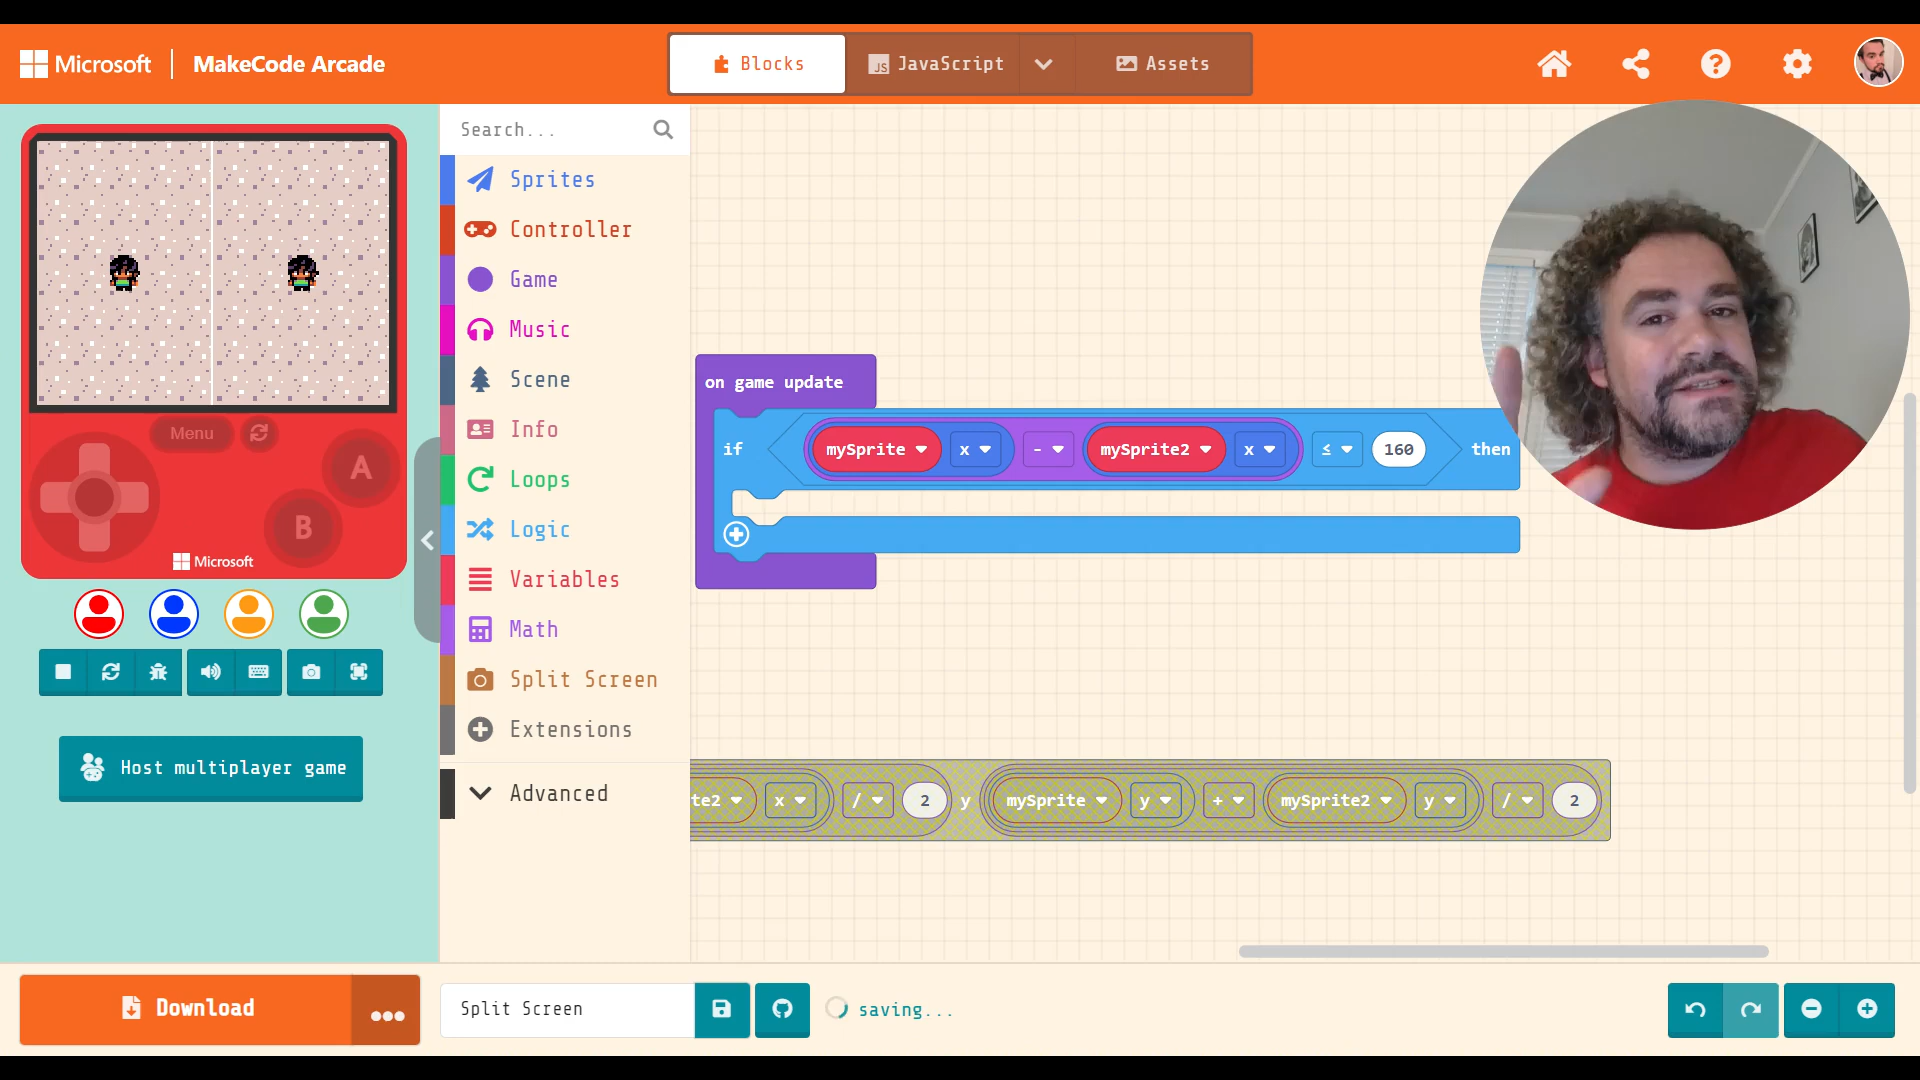 Microsoft
MakeCode Arcade
Blocks
JS JavaScript
Assets
Search...
Sprites
Controller
Game
Music
Scene
Info
Loops
Logic
Variables
Math
Split Screen
Extensions
Advanced
Menu
A
B
Microsoft
Host multiplayer game
on game update
if mySprite x - mySprite2 x ≤ 160 then
te2 x / 2 y mySprite y + mySprite2 y / 2
Download
Split Screen
saving...